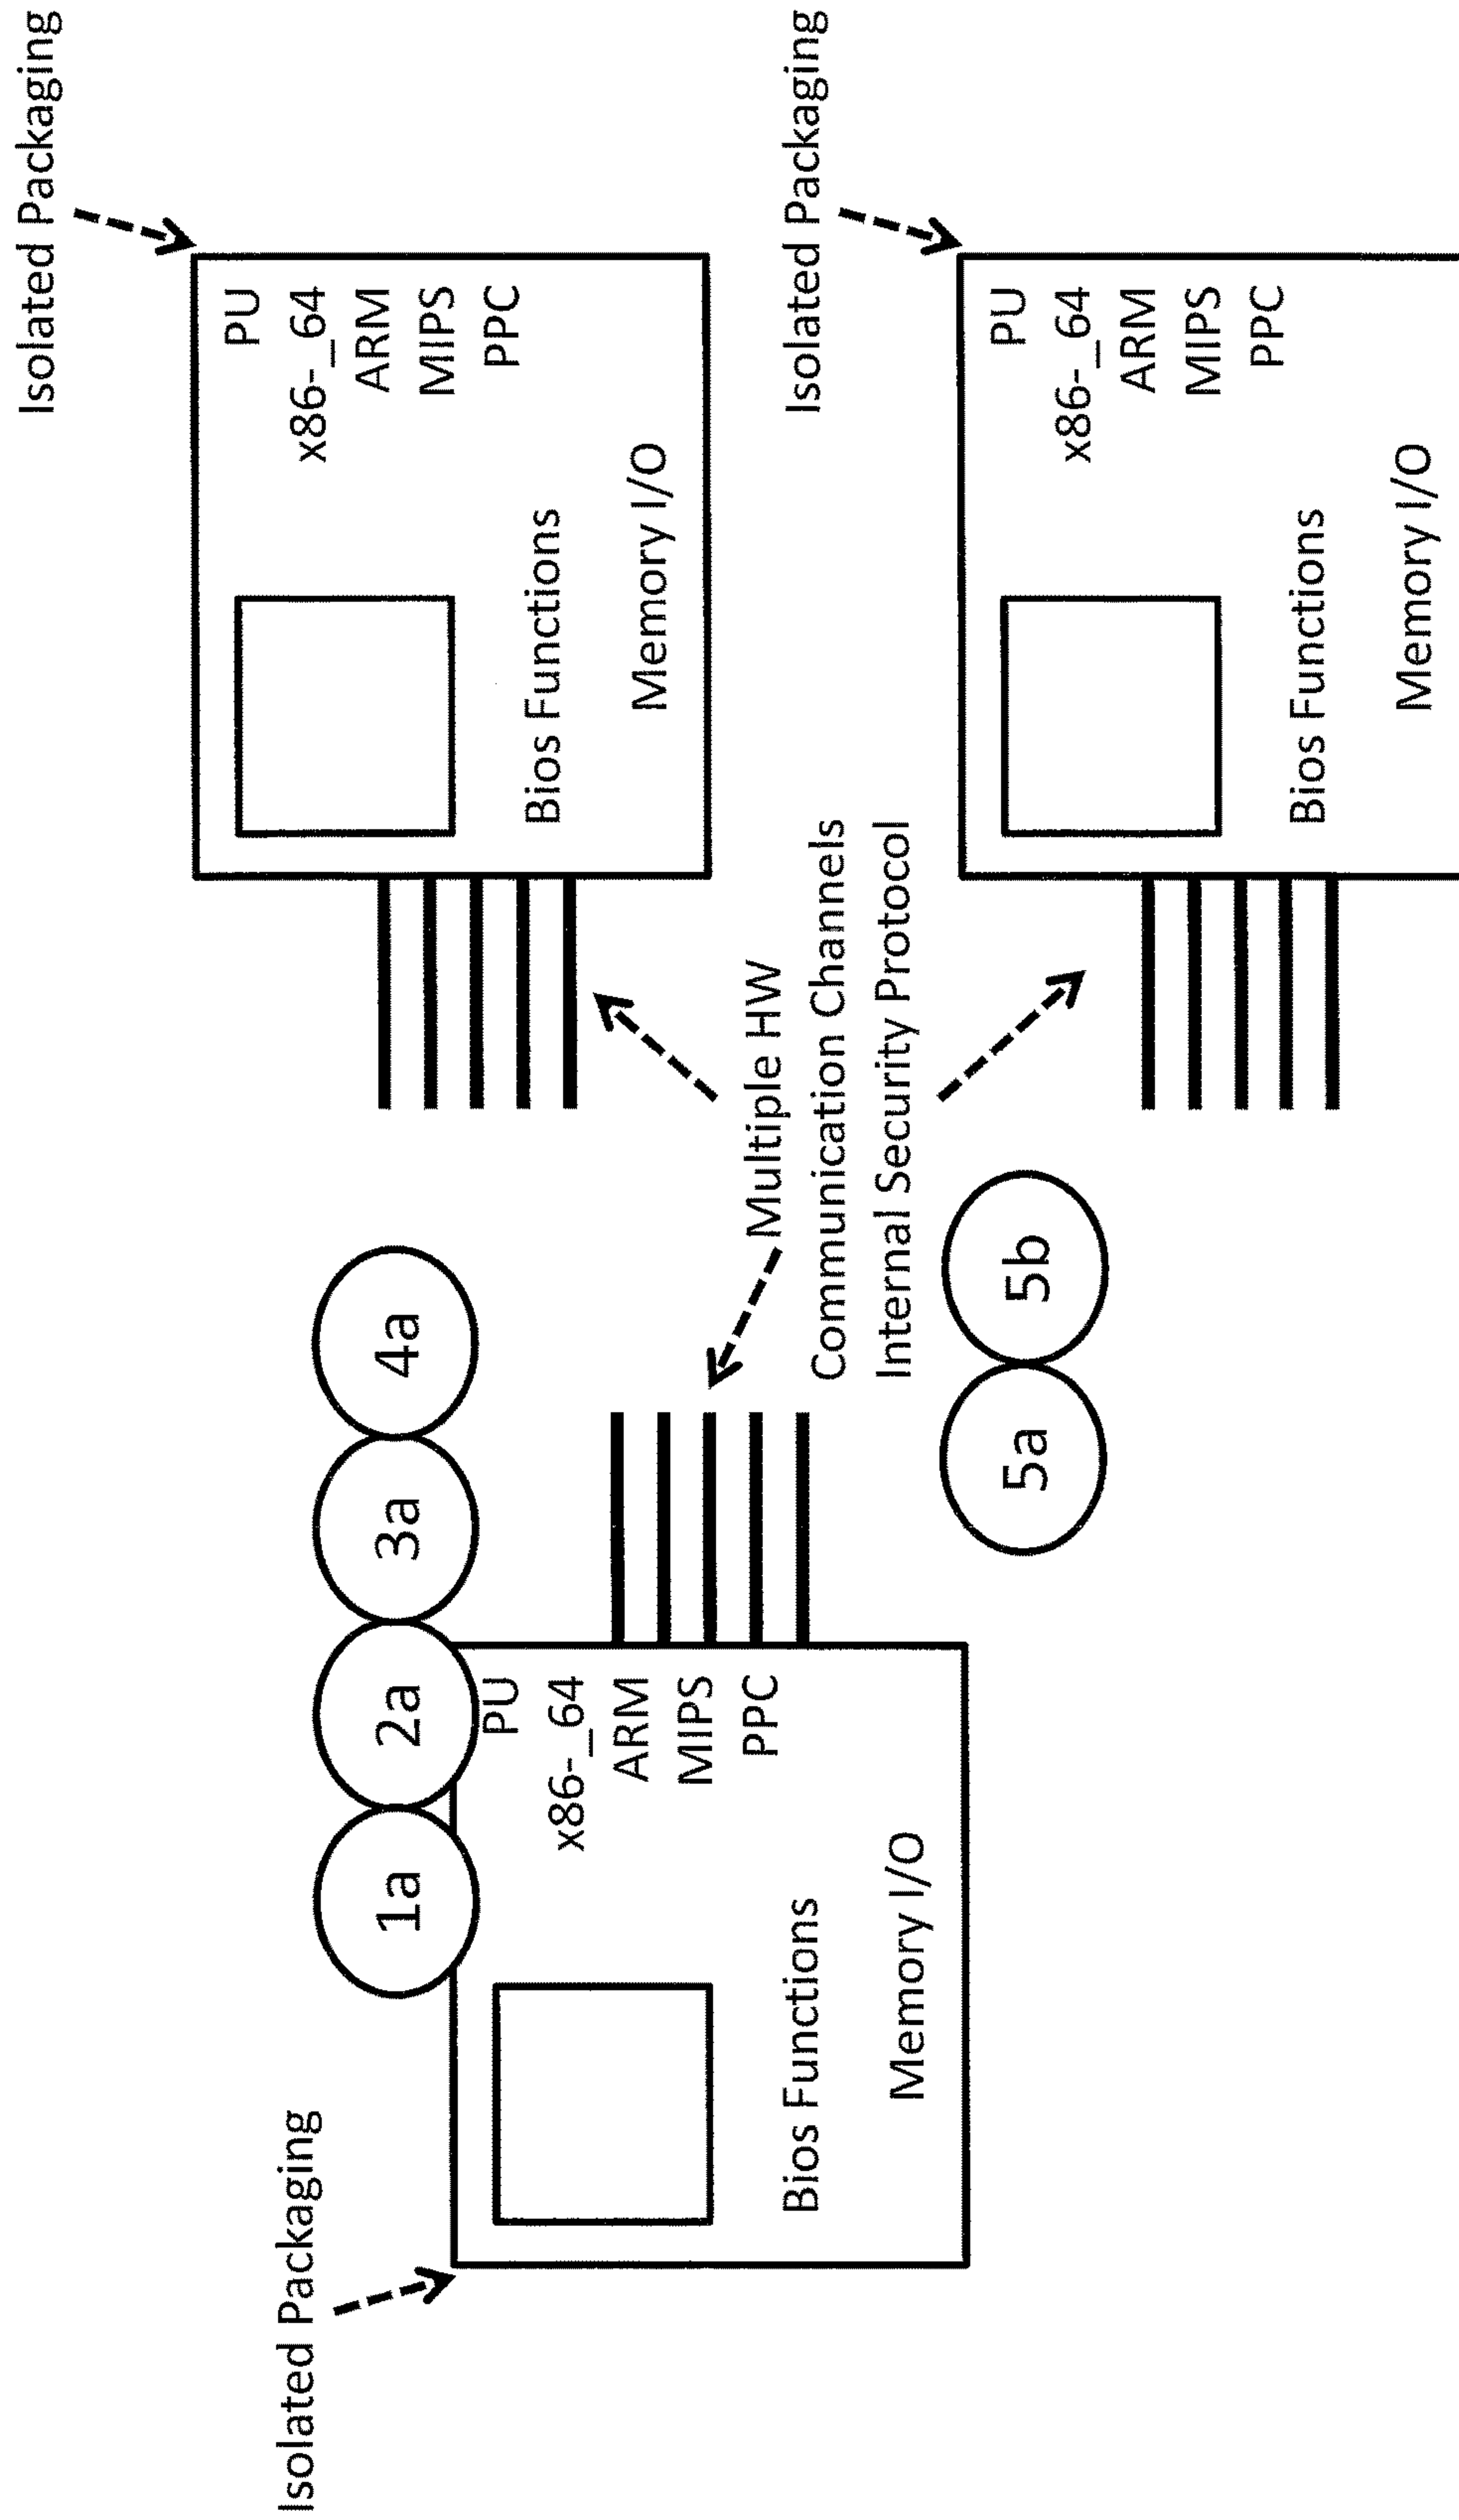 Isolated Packaging
1a
2a
3a
4a
PU
x86-_64
ARM
MIPS
PPC
Bios Functions
Memory I/O
Isolated Packaging
PU
x86-_64
ARM
MIPS
PPC
Bios Functions
Memory I/O
Multiple HW
Communication Channels
Internal Security Protocol
5a
5b
Isolated Packaging
PU
x86-_64
ARM
MIPS
PPC
Bios Functions
Memory I/O